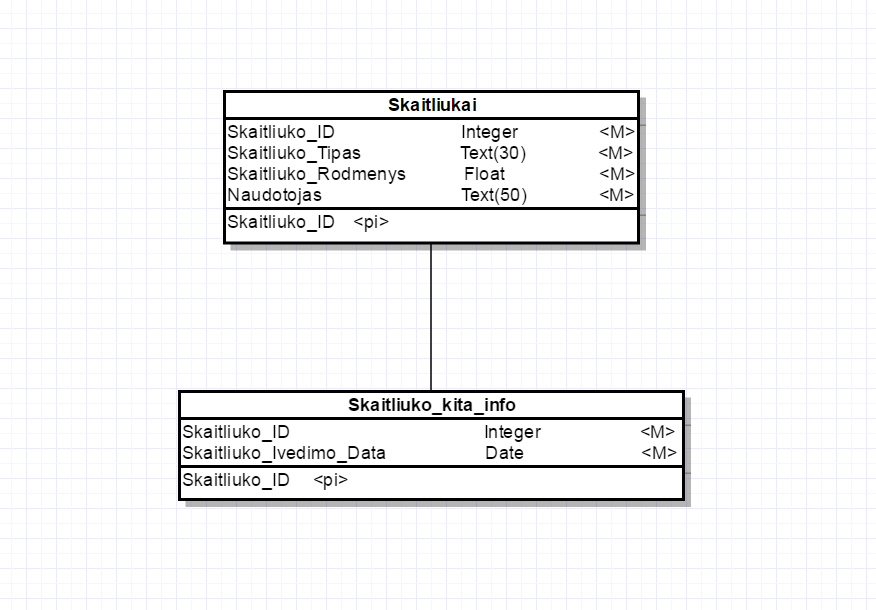 Skaitliukai
Skaitliuko_ID Integer <M>
Skaitliuko_Tipas Text(30) <M>
Skaitliuko_Rodmenys Float <M>
Naudotojas Text(50) <M>
Skaitliuko_ID <pi>
Skaitliuko_kita_info
Skaitliuko_ID Integer <M>
Skaitliuko_Ivedimo_Data Date <M>
Skaitliuko_ID <pi>